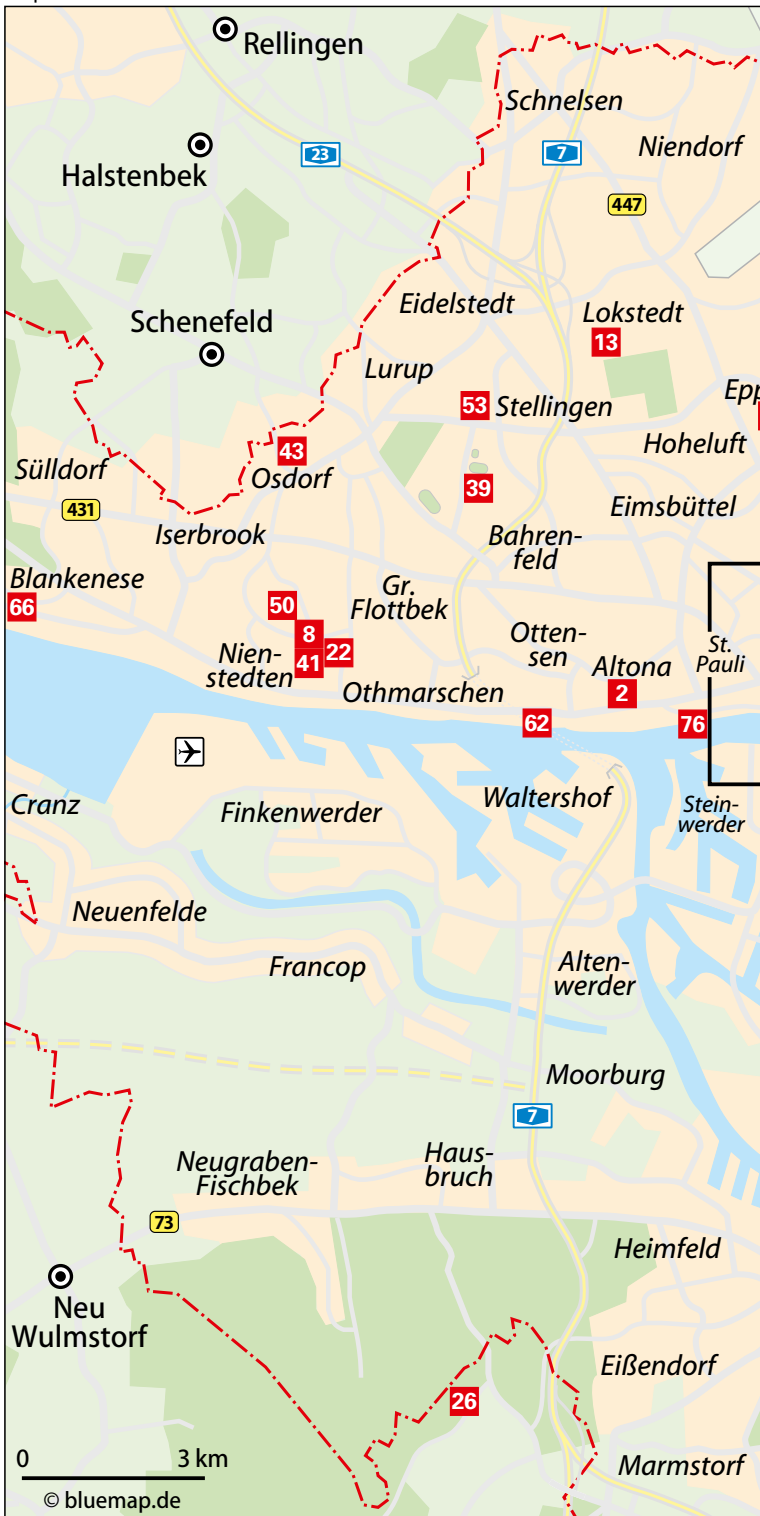 Rellingen
Schnelsen
Halstenbek
23
7
Niendorf
447
Eidelstedt
Lokstedt
Schenefeld
13
Lurup
Epp
53
Stellingen
Hoheluft
43
Sülldorf
Osdorf
39
431
Eimsbüttel
Iserbrook
Bahren-
feld
Blankenese
66
50
Gr.
Flottbek
8
Otten-
sen
St.
Pauli
Nien-
stedten
41
22
Altona
2
Othmarschen
62
76
Cranz
Finkenwerder
Waltershof
Stein-
werder
Neuenfelde
Francop
Alten-
werder
Moorburg
7
Neugraben-
Fischbek
Haus-
bruch
73
Heimfeld
Neu
Wulmstorf
Eißendorf
26
0 3 km
Marmstorf
© bluemap.de